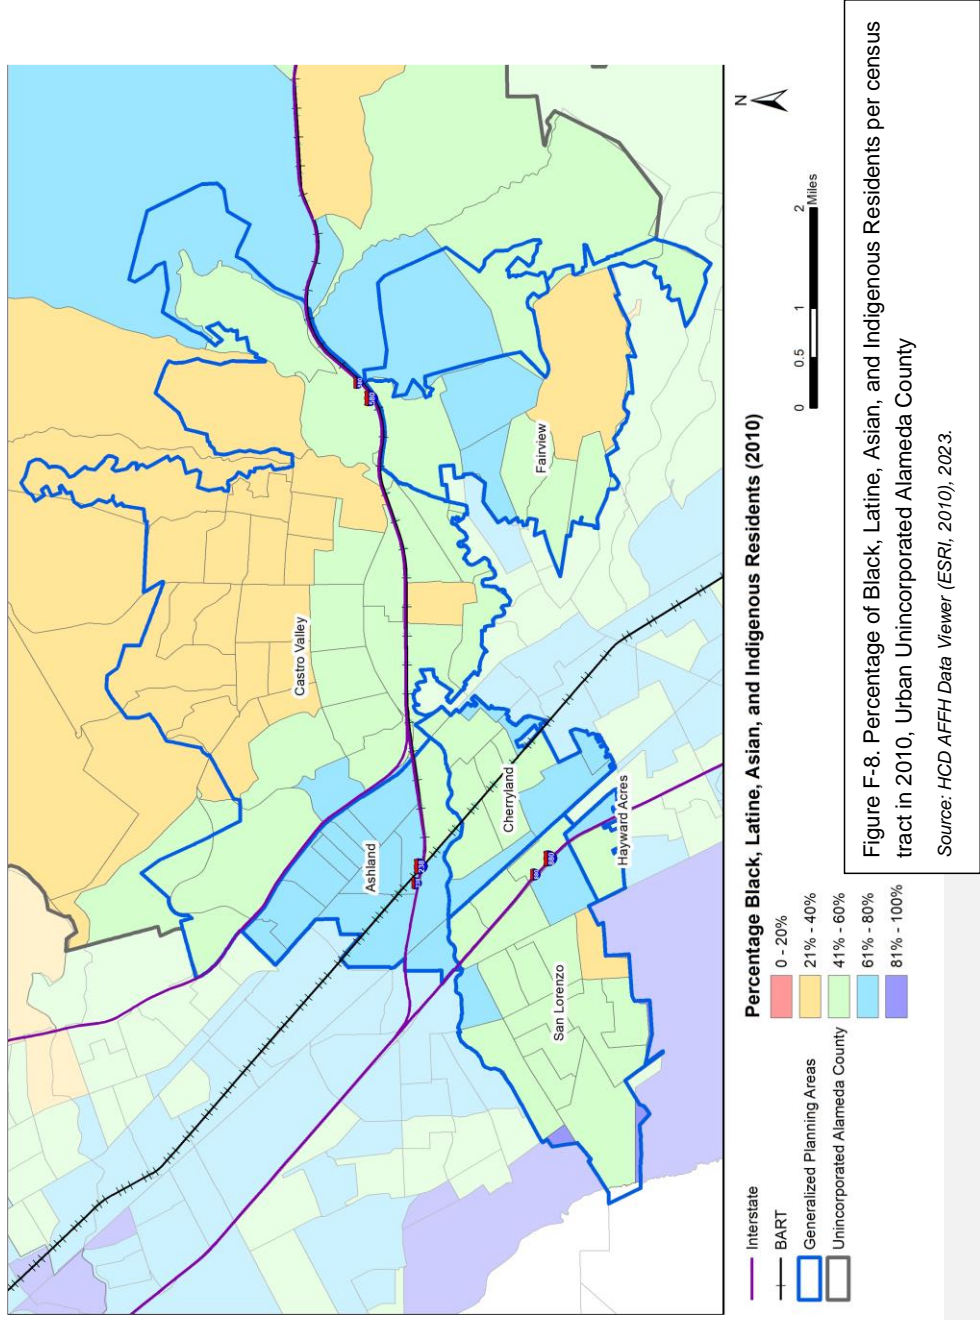 Castro Valley
Ashland
Cherryland
Fairview
Hayward Acres
San Lorenzo
N
0 0.5 1 2
Miles
Percentage Black, Latine, Asian, and Indigenous Residents (2010)
Interstate
BART
Generalized Planning Areas
Unincorporated Alameda County
0 - 20%
21% - 40%
41% - 60%
61% - 80%
81% - 100%
Figure F-8. Percentage of Black, Latine, Asian, and Indigenous Residents per census
tract in 2010, Urban Unincorporated Alameda County
Source: HCD AFFH Data Viewer (ESRI, 2010), 2023.